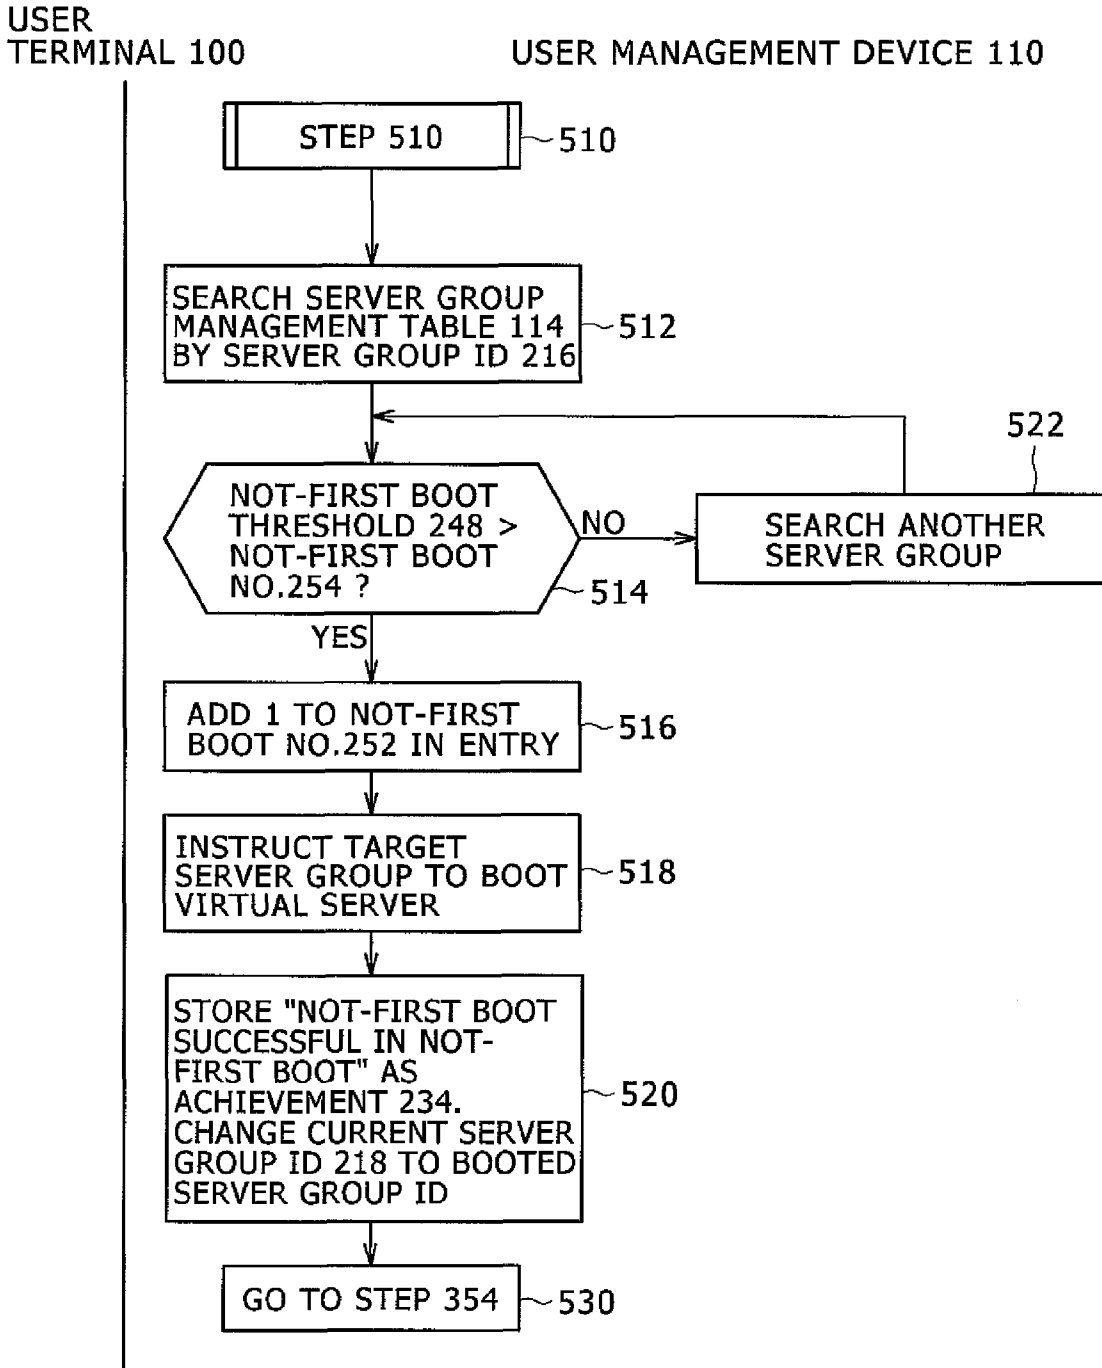 USER
TERMINAL 100
USER MANAGEMENT DEVICE 110
STEP 510
510
SEARCH SERVER GROUP
MANAGEMENT TABLE 114
BY SERVER GROUP ID 216
512
522
NOT-FIRST BOOT
THRESHOLD 248 >
NOT-FIRST BOOT
NO.254 ?
514
NO
SEARCH ANOTHER
SERVER GROUP
YES
ADD 1 TO NOT-FIRST
BOOT NO.252 IN ENTRY
516
INSTRUCT TARGET
SERVER GROUP TO BOOT
VIRTUAL SERVER
518
STORE "NOT-FIRST BOOT
SUCCESSFUL IN NOT-
FIRST BOOT" AS
ACHIEVEMENT 234.
CHANGE CURRENT SERVER
GROUP ID 218 TO BOOTED
SERVER GROUP ID
520
GO TO STEP 354
530